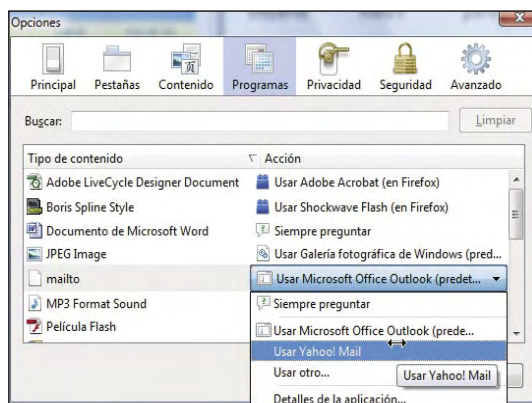 Opciones
Principal Pestañas Contenido Programas Privacidad Seguridad Avanzado
Buscar: Limpiar
Tipo de contenido Acción
Adobe LiveCycle Designer Document Usar Adobe Acrobat (en Firefox)
Boris Spline Style Usar Shockwave Flash (en Firefox)
Documento de Microsoft Word Siempre preguntar
JPEG Image Usar Galería fotográfica de Windows (pred...
mailto Usar Microsoft Office Outlook (predet...
MP3 Format Sound Siempre preguntar
Película Flash Usar Microsoft Office Outlook (prede...
Usar Yahoo! Mail
Usar otro... Usar Yahoo! Mail
Detalles de la aplicación...